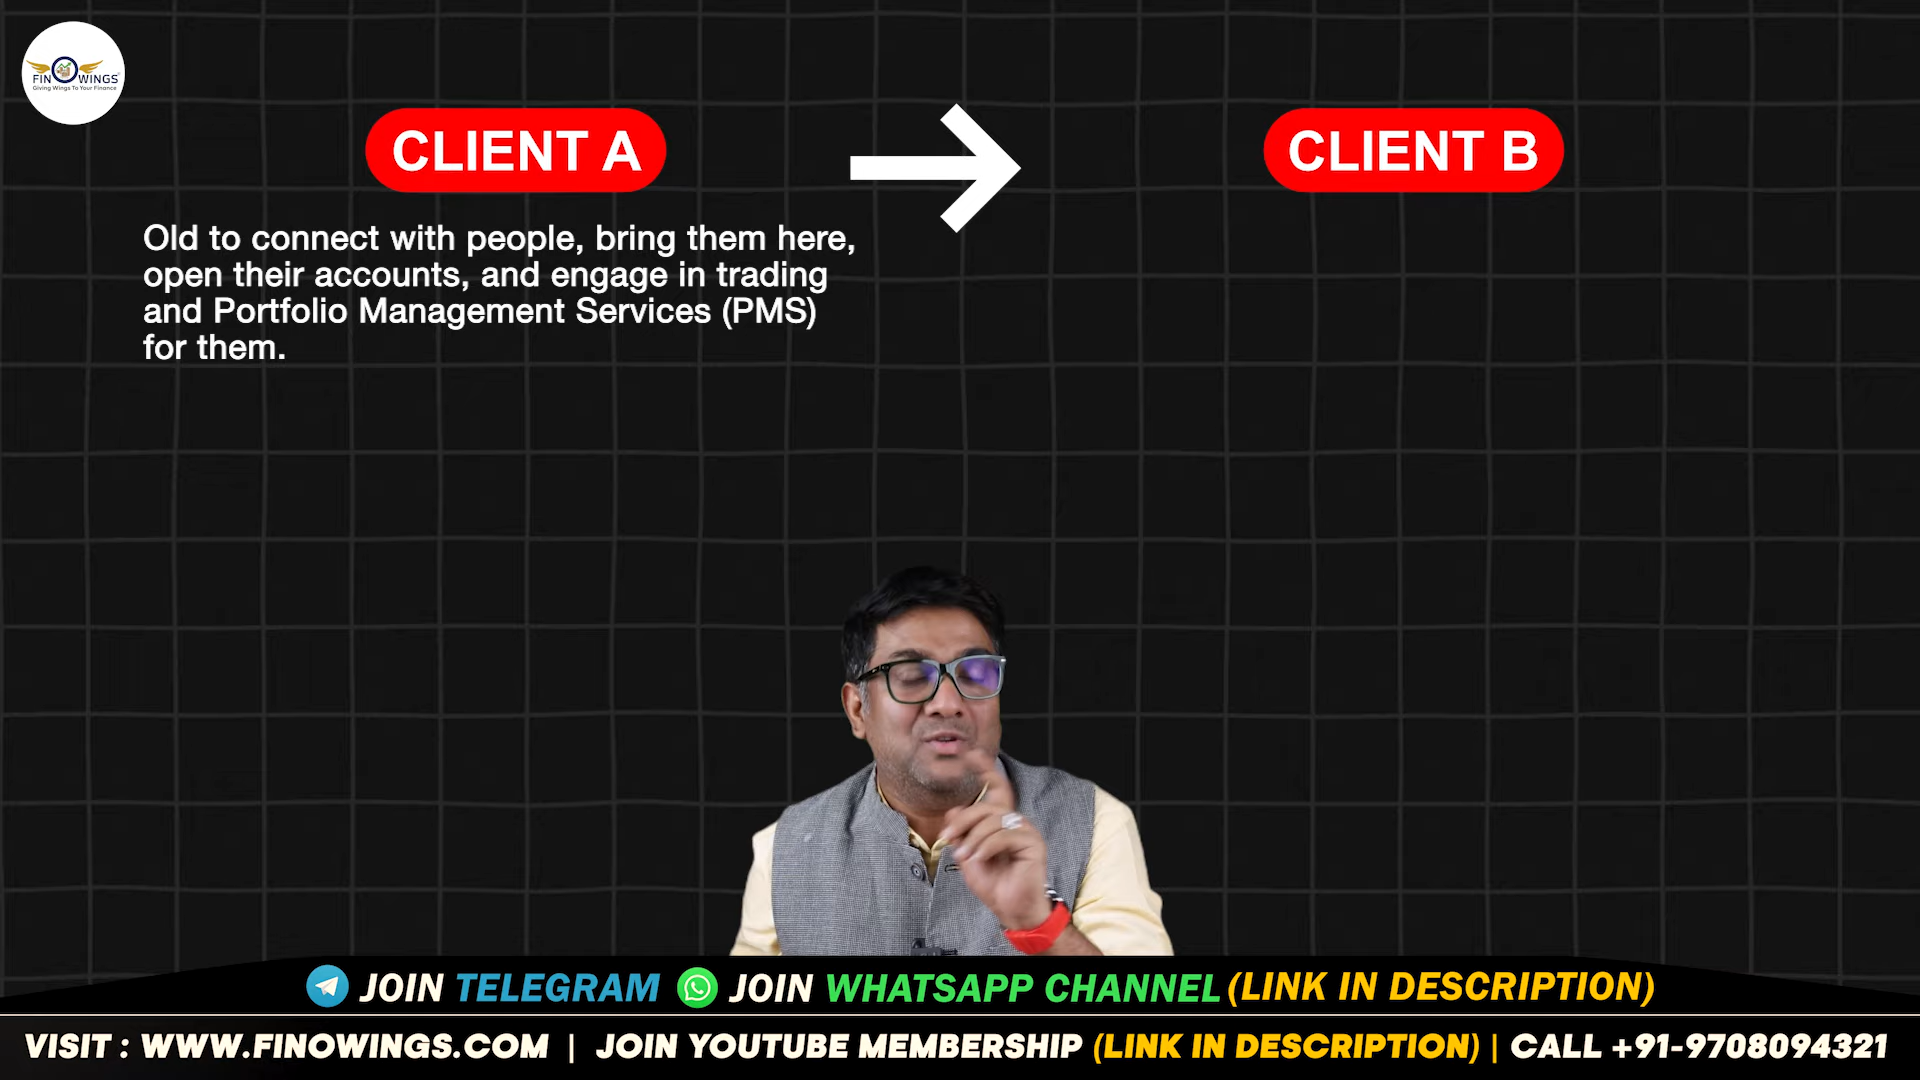 FINOWINGS
Giving Wings To Your Finance
CLIENT A
CLIENT B
Old to connect with people, bring them here,
open their accounts, and engage in trading
and Portfolio Management Services (PMS)
for them.
JOIN TELEGRAM JOIN WHATSAPP CHANNEL (LINK IN DESCRIPTION)
VISIT : WWW.FINOWINGS.COM | JOIN YOUTUBE MEMBERSHIP (LINK IN DESCRIPTION) | CALL +91-9708094321